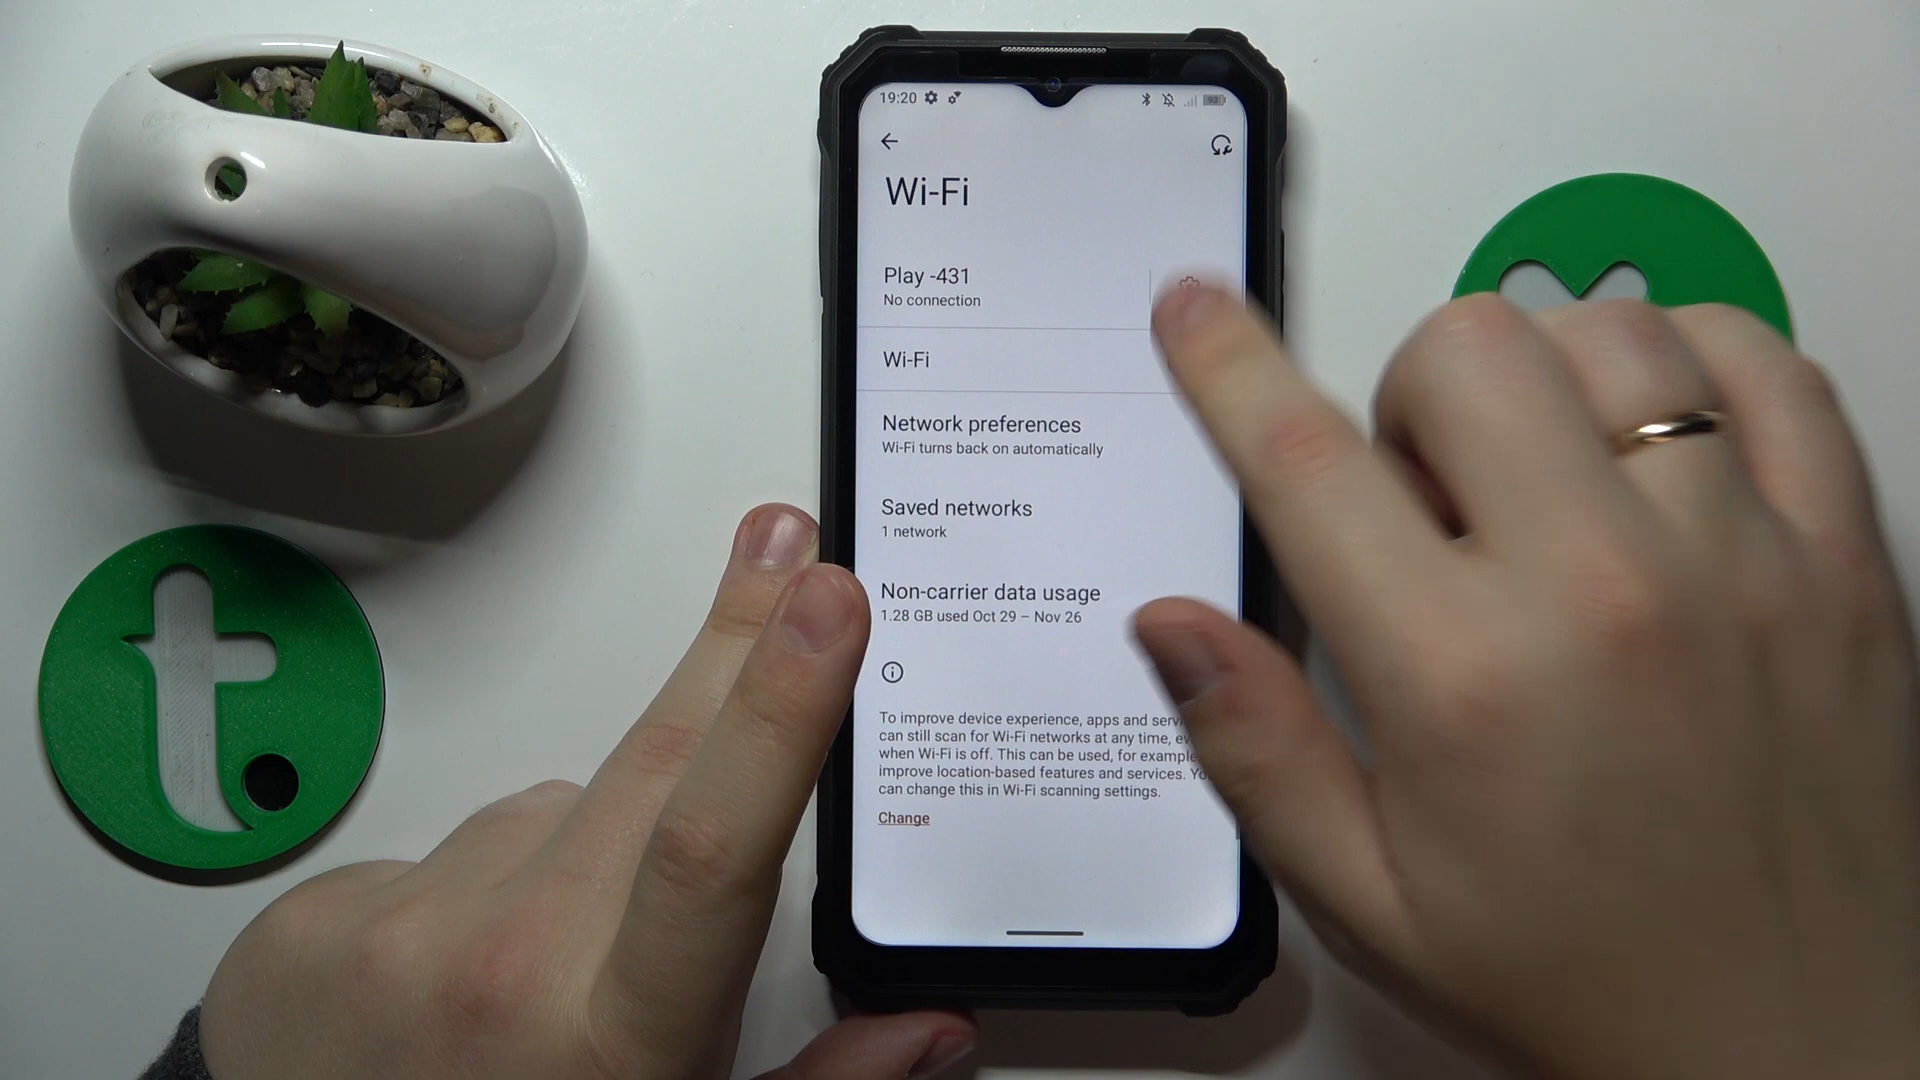 19:20
93
Wi-Fi
Play -431
No connection
Wi-Fi
Network preferences
Wi-Fi turns back on automatically
Saved networks
1 network
Non-carrier data usage
1.28 GB used Oct 29 – Nov 26
To improve device experience, apps and
can still scan for Wi-Fi networks at any time,
when Wi-Fi is off. This can be used, for example
improve location-based features and services.
can change this in Wi-Fi scanning settings.
Change
t.